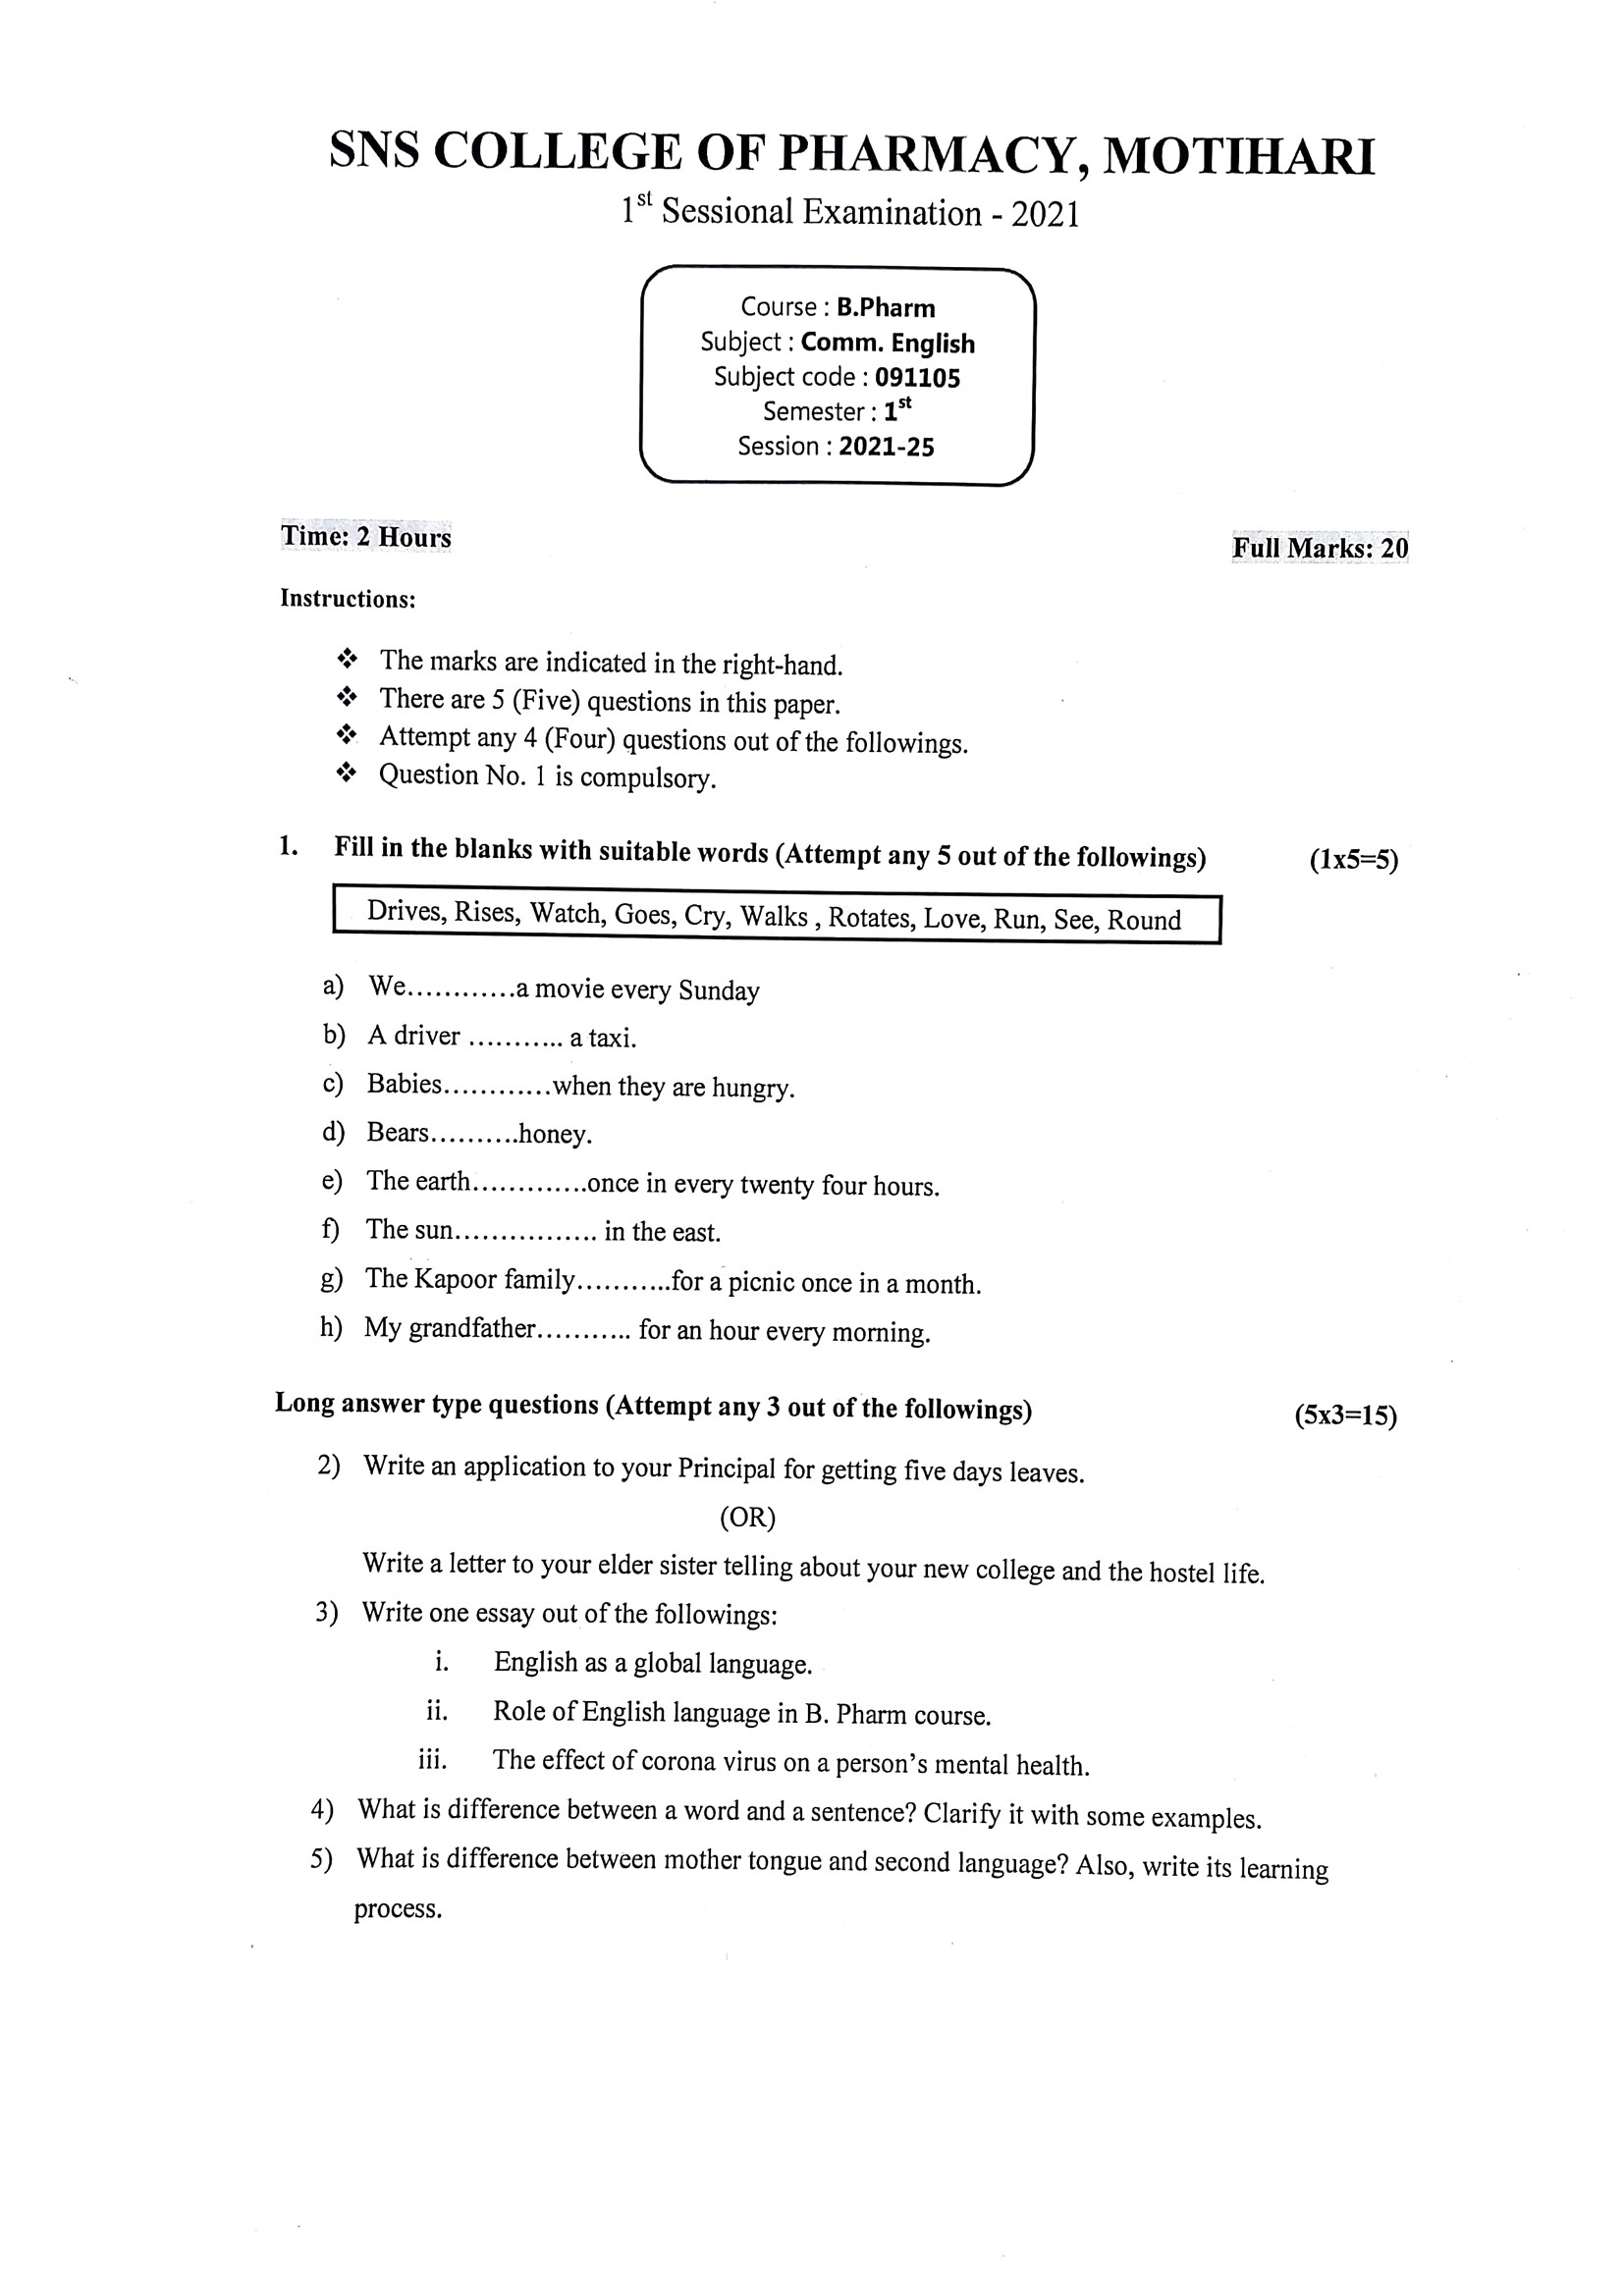 SNS COLLEGE OF PHARMACY, MOTIHARI
1st Sessional Examination - 2021
Course : B.Pharm
Subject : Comm. English
Subject code : 091105
Semester : 1st
Session : 2021-25
Time: 2 Hours
Full Marks: 20
Instructions:
❖ The marks are indicated in the right-hand.
❖ There are 5 (Five) questions in this paper.
❖ Attempt any 4 (Four) questions out of the followings.
❖ Question No. 1 is compulsory.
1. Fill in the blanks with suitable words (Attempt any 5 out of the followings) (1x5=5)
Drives, Rises, Watch, Goes, Cry, Walks , Rotates, Love, Run, See, Round
a) We............a movie every Sunday
b) A driver ........... a taxi.
c) Babies............when they are hungry.
d) Bears..........honey.
e) The earth.............once in every twenty four hours.
f) The sun................ in the east.
g) The Kapoor family...........for a picnic once in a month.
h) My grandfather........... for an hour every morning.
Long answer type questions (Attempt any 3 out of the followings) (5x3=15)
2) Write an application to your Principal for getting five days leaves.
(OR)
Write a letter to your elder sister telling about your new college and the hostel life.
3) Write one essay out of the followings:
i. English as a global language.
ii. Role of English language in B. Pharm course.
iii. The effect of corona virus on a person's mental health.
4) What is difference between a word and a sentence? Clarify it with some examples.
5) What is difference between mother tongue and second language? Also, write its learning
process.